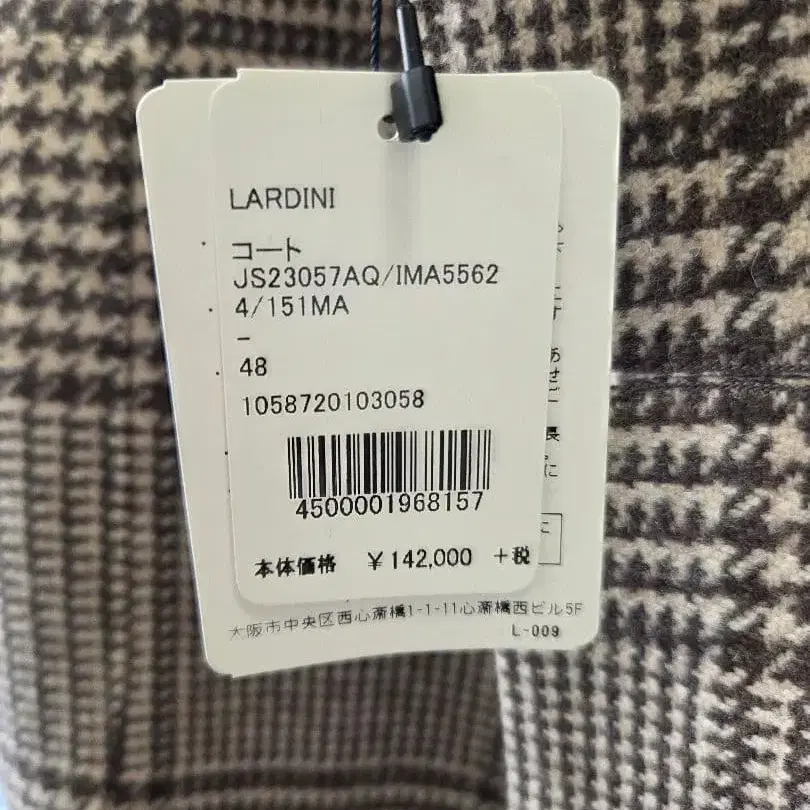 LARDINI
コート
JS23057AQ/IMA5562
4/151MA
-
48
1058720103058
4500001968157
本体価格 ¥142,000 +税
大阪市中央区西心斎橋1-1-11心斎橋西ビル5F
L-009